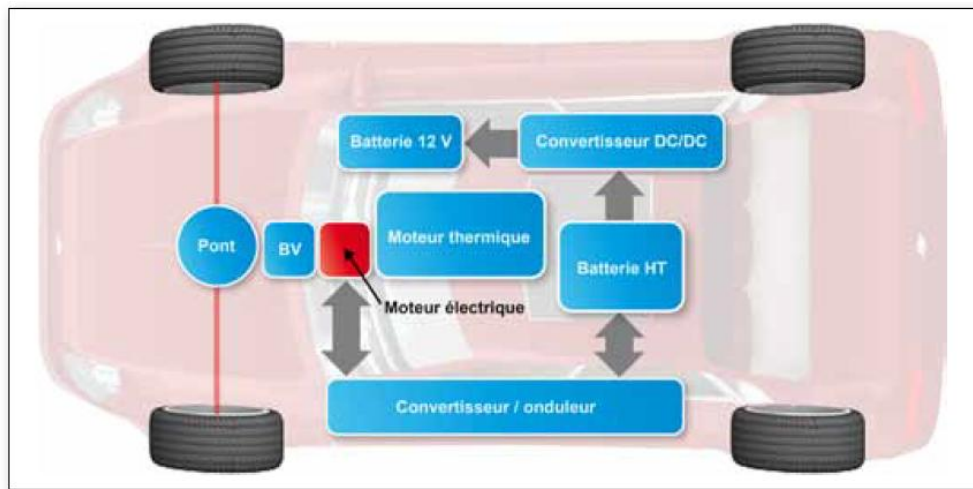 Batterie 12 V
Convertisseur DC/DC
Pont
BV
Moteur thermique
Batterie HT
Moteur électrique
Convertisseur / onduleur